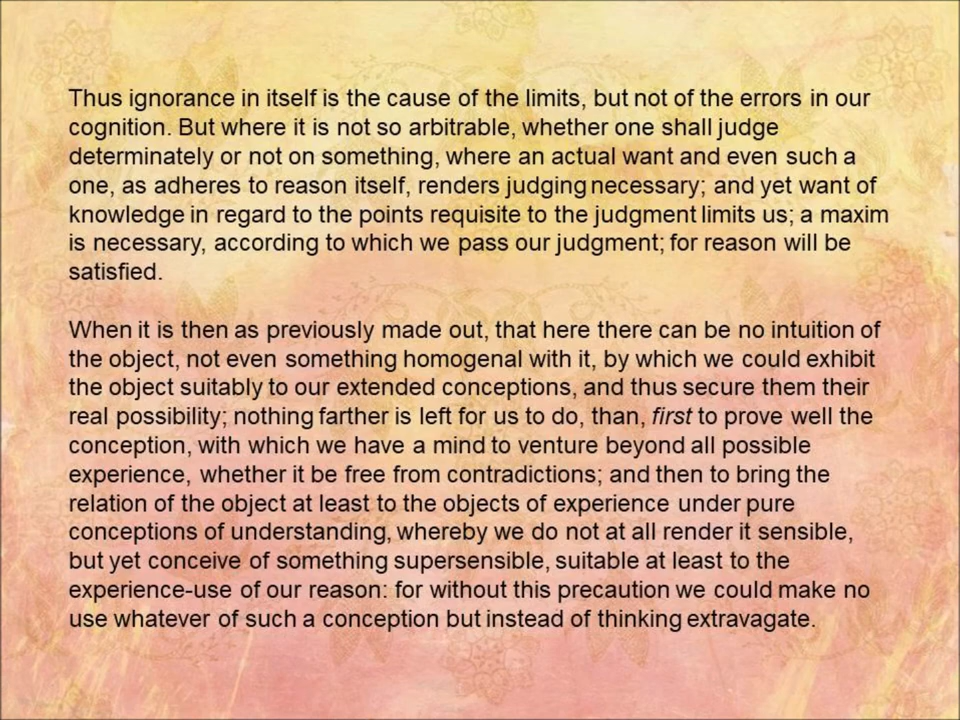 Thus ignorance in itself is the cause of the limits, but not of the errors in our
cognition. But where it is not so arbitrable, whether one shall judge
determinately or not on something, where an actual want and even such a
one, as adheres to reason itself, renders judging necessary; and yet want of
knowledge in regard to the points requisite to the judgment limits us; a maxim
is necessary, according to which we pass our judgment; for reason will be
satisfied.
When it is then as previously made out, that here there can be no intuition of
the object, not even something homogenal with it, by which we could exhibit
the object suitably to our extended conceptions, and thus secure them their
real possibility; nothing farther is left for us to do, than, first to prove well the
conception, with which we have a mind to venture beyond all possible
experience, whether it be free from contradictions; and then to bring the
relation of the object at least to the objects of experience under pure
conceptions of understanding, whereby we do not at all render it sensible,
but yet conceive of something supersensible, suitable at least to the
experience-use of our reason: for without this precaution we could make no
use whatever of such a conception but instead of thinking extravagate.